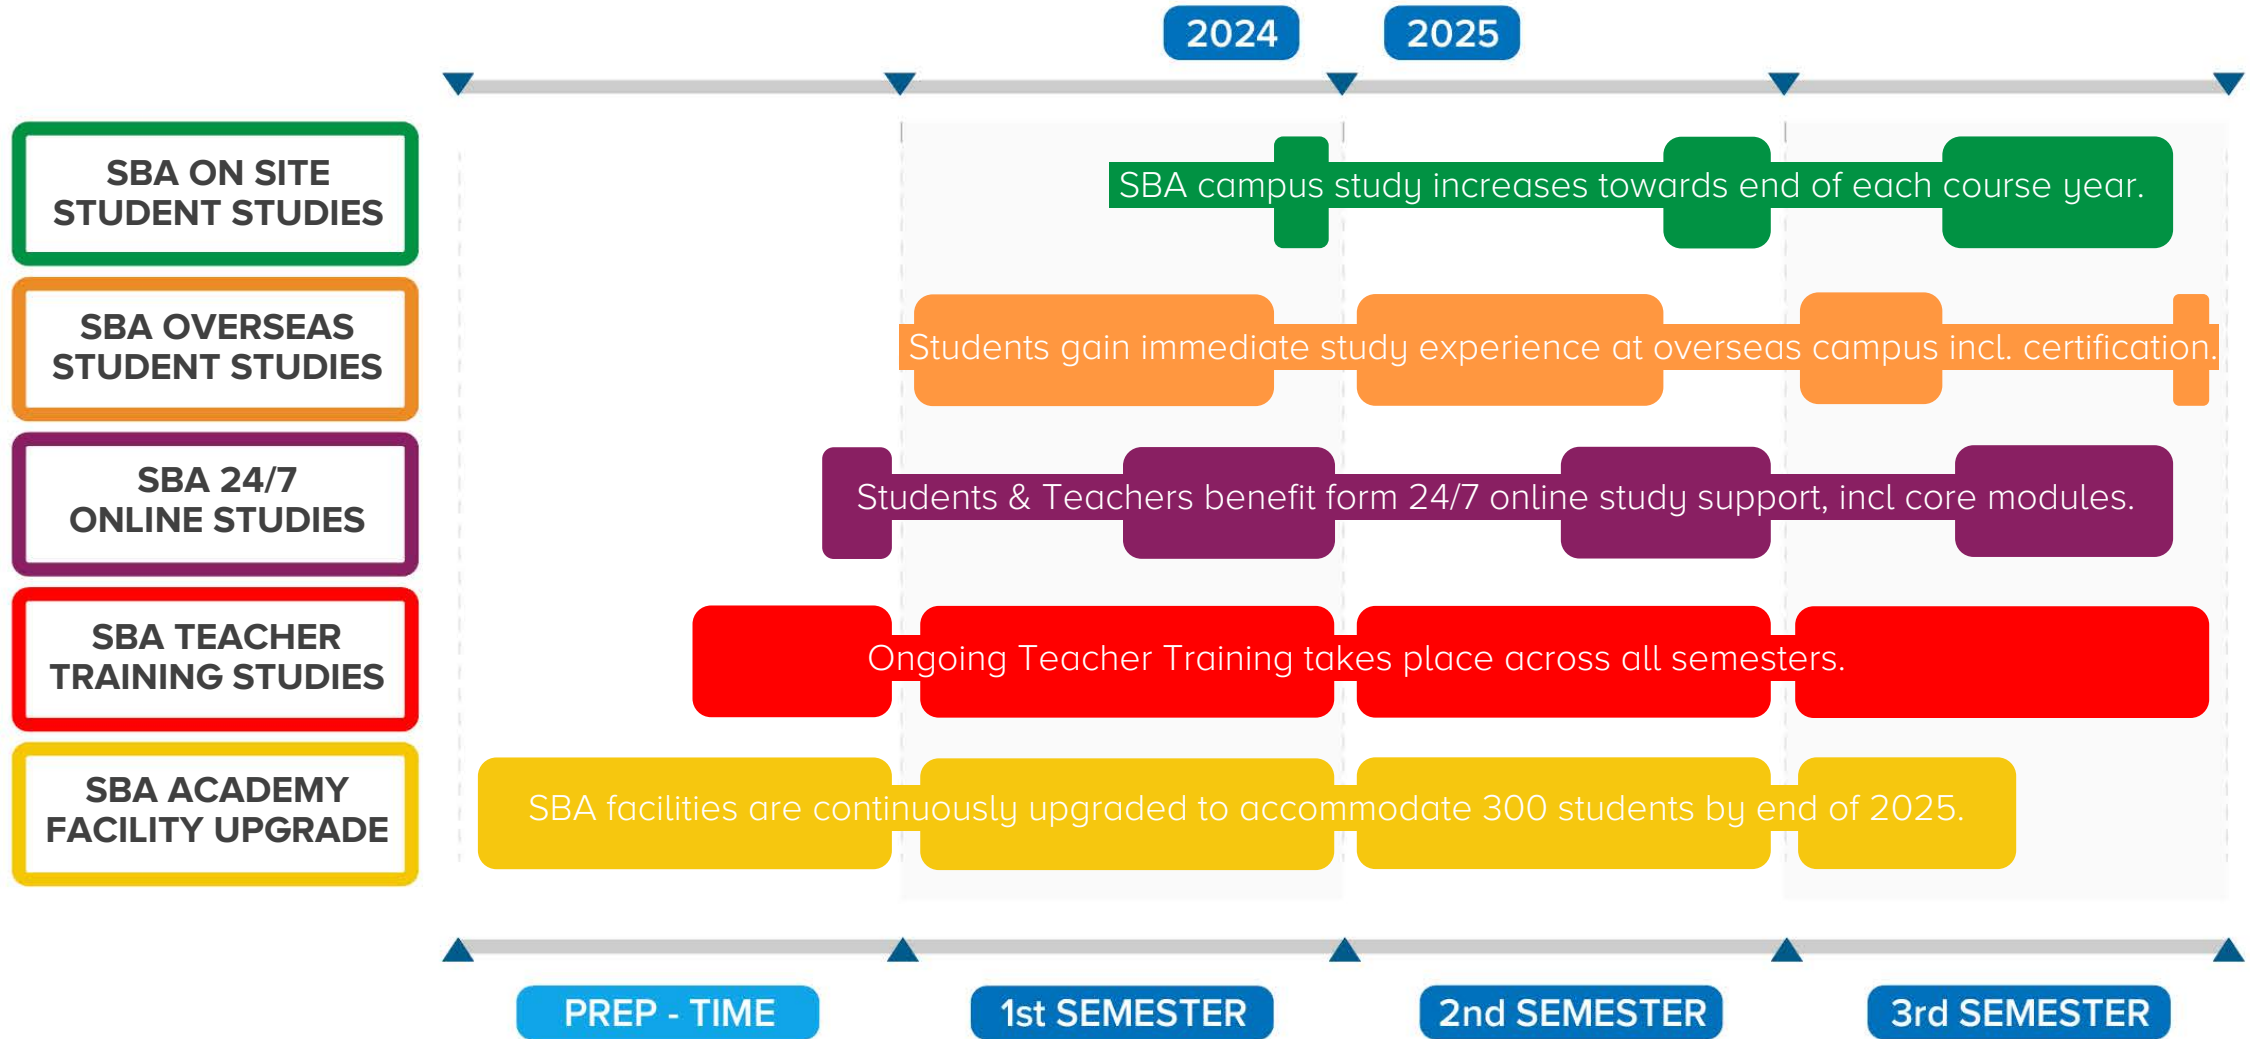 2024
2025
SBA ON SITE
STUDENT STUDIES
SBA campus study increases towards end of each course year.
SBA OVERSEAS
STUDENT STUDIES
Students gain immediate study experience at overseas campus incl. certification.
SBA 24/7
ONLINE STUDIES
Students & Teachers benefit form 24/7 online study support, incl core modules.
SBA TEACHER
TRAINING STUDIES
Ongoing Teacher Training takes place across all semesters.
SBA ACADEMY
FACILITY UPGRADE
SBA facilities are continuously upgraded to accommodate 300 students by end of 2025.
PREP - TIME
1st SEMESTER
2nd SEMESTER
3rd SEMESTER